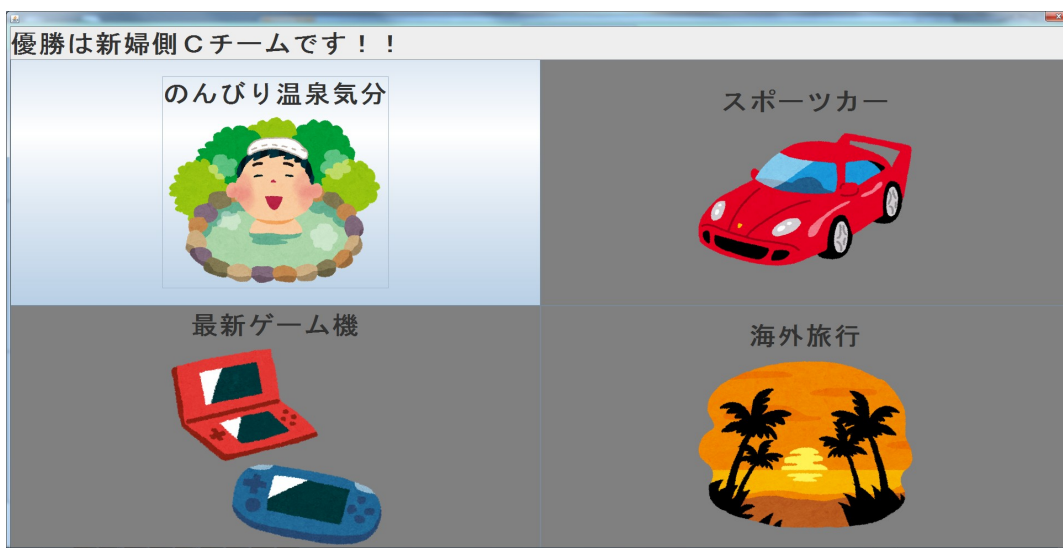 優勝は新婦側Cチームです！！
のんびり温泉気分
スポーツカー
最新ゲーム機
海外旅行